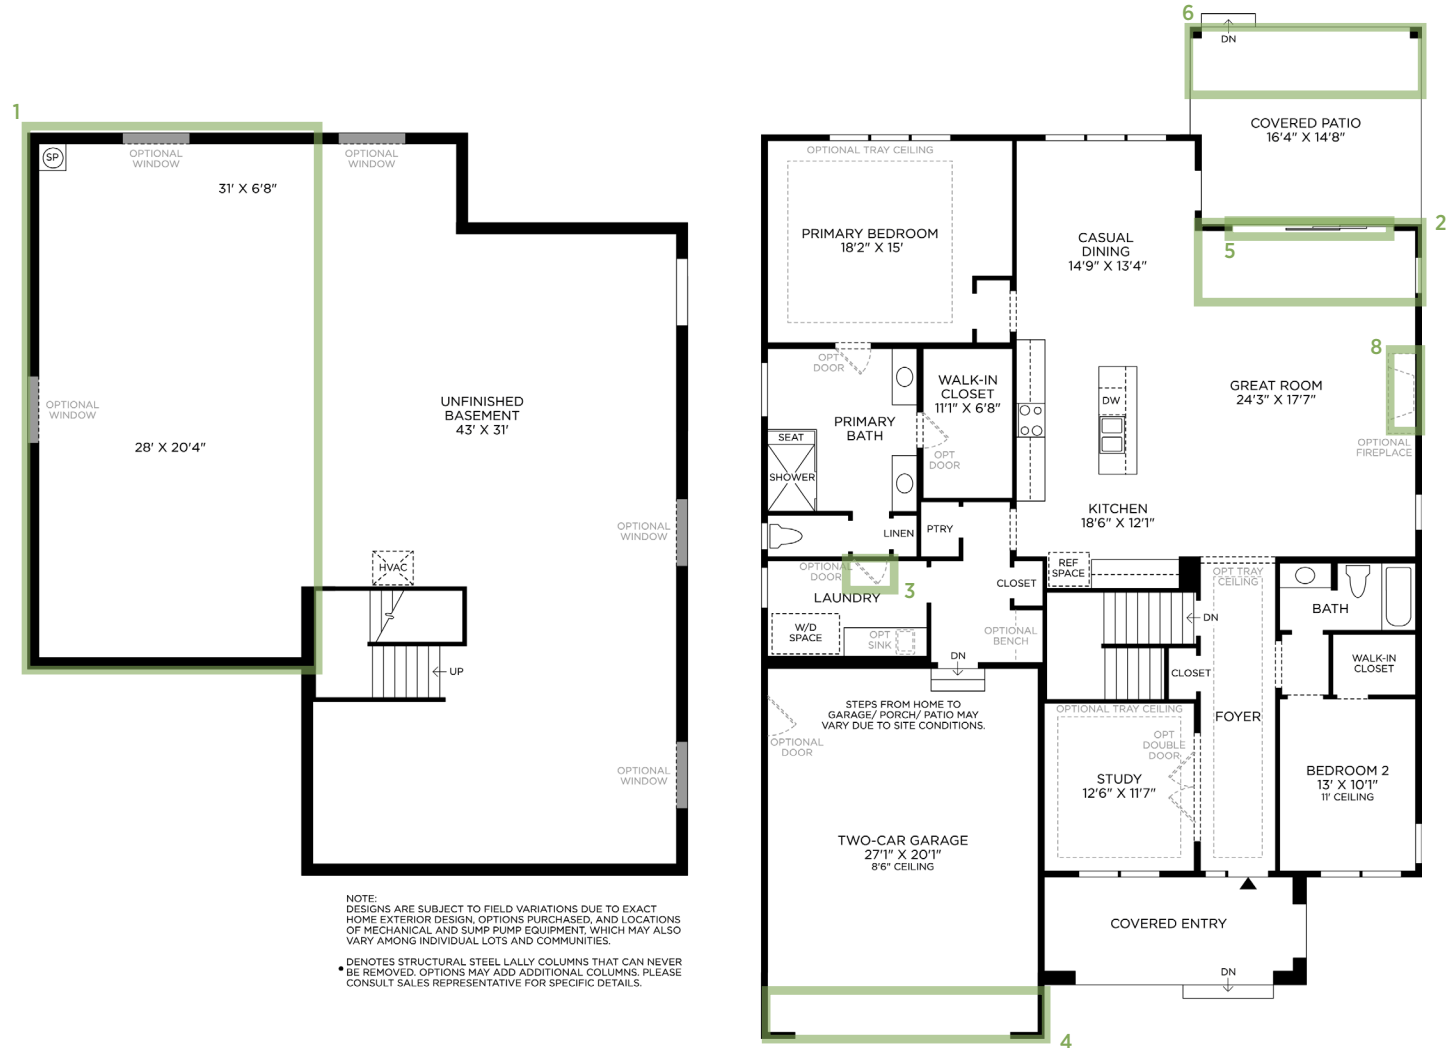 1
SP
OPTIONAL
WINDOW
OPTIONAL
WINDOW
31' X 6'8"
OPTIONAL
WINDOW
28' X 20'4"
UNFINISHED
BASEMENT
43' X 31'
OPTIONAL
WINDOW
HVAC
UP
OPTIONAL
WINDOW
NOTE:
DESIGNS ARE SUBJECT TO FIELD VARIATIONS DUE TO EXACT
HOME EXTERIOR DESIGN, OPTIONS PURCHASED, AND LOCATIONS
OF MECHANICAL AND SUMP PUMP EQUIPMENT, WHICH MAY ALSO
VARY AMONG INDIVIDUAL LOTS AND COMMUNITIES.
• DENOTES STRUCTURAL STEEL LALLY COLUMNS THAT CAN NEVER
BE REMOVED. OPTIONS MAY ADD ADDITIONAL COLUMNS. PLEASE
CONSULT SALES REPRESENTATIVE FOR SPECIFIC DETAILS.
6
DN
COVERED PATIO
16'4" X 14'8"
2
5
OPTIONAL TRAY CEILING
PRIMARY BEDROOM
18'2" X 15'
CASUAL
DINING
14'9" X 13'4"
8
GREAT ROOM
24'3" X 17'7"
OPTIONAL
FIREPLACE
OPT
DOOR
WALK-IN
CLOSET
11'1" X 6'8"
DW
PRIMARY
BATH
SEAT
SHOWER
OPT
DOOR
KITCHEN
18'6" X 12'1"
LINEN
PTRY
OPTIONAL
DOOR
3
LAUNDRY
CLOSET
REF
SPACE
OPT TRAY
CEILING
BATH
W/D
SPACE
OPT
SINK
OPTIONAL
BENCH
DN
DN
CLOSET
WALK-IN
CLOSET
STEPS FROM HOME TO
GARAGE/ PORCH/ PATIO MAY
VARY DUE TO SITE CONDITIONS.
OPTIONAL
DOOR
OPTIONAL TRAY CEILING
FOYER
OPT
DOUBLE
DOOR
STUDY
12'6" X 11'7"
BEDROOM 2
13' X 10'1"
11' CEILING
TWO-CAR GARAGE
27'1" X 20'1"
8'6" CEILING
COVERED ENTRY
DN
4